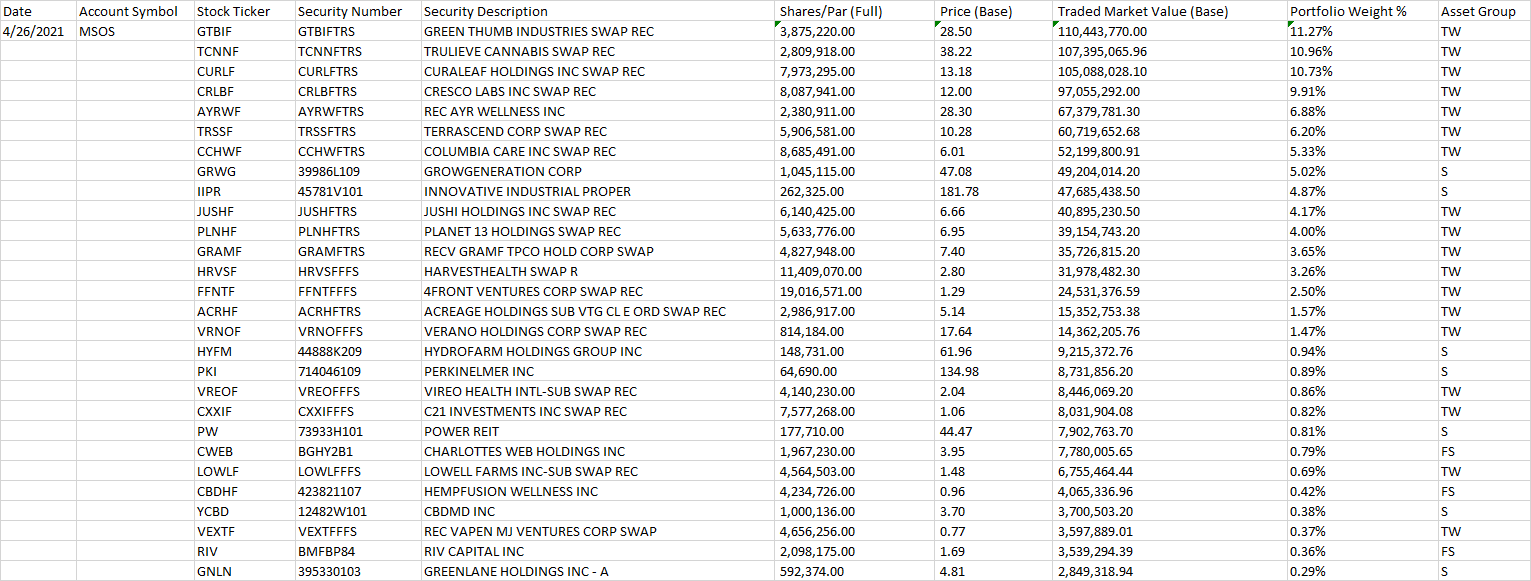 Date Account Symbol Stock Ticker Security Number Security Description Shares/Par (Full) Price (Base) Traded Market Value (Base) Portfolio Weight % Asset Group
4/26/2021 MSOS GTBIF GTBIFTRS GREEN THUMB INDUSTRIES SWAP REC 3,875,220.00 28.50 110,443,770.00 11.27% TW
TCNNF TCNNFTRS TRULIEVE CANNABIS SWAP REC 2,809,918.00 38.22 107,395,065.96 10.96% TW
CURLF CURLFTRS CURALEAF HOLDINGS INC SWAP REC 7,973,295.00 13.18 105,088,028.10 10.73% TW
CRLBF CRLBFTRS CRESCO LABS INC SWAP REC 8,087,941.00 12.00 97,055,292.00 9.91% TW
AYRWF AYRWFTRS REC AYR WELLNESS INC 2,380,911.00 28.30 67,379,781.30 6.88% TW
TRSSF TRSSFTRS TERRASCEND CORP SWAP REC 5,906,581.00 10.28 60,719,652.68 6.20% TW
CCHWF CCHWFTRS COLUMBIA CARE INC SWAP REC 8,685,491.00 6.01 52,199,800.91 5.33% TW
GRWG 39986L109 GROWGENERATION CORP 1,045,115.00 47.08 49,204,014.20 5.02% S
IIPR 45781V101 INNOVATIVE INDUSTRIAL PROPER 262,325.00 181.78 47,685,438.50 4.87% S
JUSHF JUSHFTRS JUSHI HOLDINGS INC SWAP REC 6,140,425.00 6.66 40,895,230.50 4.17% TW
PLNHF PLNHFTRS PLANET 13 HOLDINGS SWAP REC 5,633,776.00 6.95 39,154,743.20 4.00% TW
GRAMF GRAMFTRS RECV GRAMF TPCO HOLD CORP SWAP 4,827,948.00 7.40 35,726,815.20 3.65% TW
HRVSF HRVSFFFS HARVESTHEALTH SWAP R 11,409,070.00 2.80 31,978,482.30 3.26% TW
FFNTF FFNTFFFS 4FRONT VENTURES CORP SWAP REC 19,016,571.00 1.29 24,531,376.59 2.50% TW
ACRHF ACRHFTRS ACREAGE HOLDINGS SUB VTG CL E ORD SWAP REC 2,986,917.00 5.14 15,352,753.38 1.57% TW
VRNOF VRNOFFFS VERANO HOLDINGS CORP SWAP REC 814,184.00 17.64 14,362,205.76 1.47% TW
HYFM 44888K209 HYDROFARM HOLDINGS GROUP INC 148,731.00 61.96 9,215,372.76 0.94% S
PKI 714046109 PERKINELMER INC 64,690.00 134.98 8,731,856.20 0.89% S
VREOF VREOFFFS VIREO HEALTH INTL-SUB SWAP REC 4,140,230.00 2.04 8,446,069.20 0.86% TW
CXXIF CXXIFFFS C21 INVESTMENTS INC SWAP REC 7,577,268.00 1.06 8,031,904.08 0.82% TW
PW 73933H101 POWER REIT 177,710.00 44.47 7,902,763.70 0.81% S
CWEB BGHY2B1 CHARLOTTES WEB HOLDINGS INC 1,967,230.00 3.95 7,780,005.65 0.79% FS
LOWLF LOWLFFFS LOWELL FARMS INC-SUB SWAP REC 4,564,503.00 1.48 6,755,464.44 0.69% TW
CBDHF 423821107 HEMPFUSION WELLNESS INC 4,234,726.00 0.96 4,065,336.96 0.42% FS
YCBD 12482W101 CBDMD INC 1,000,136.00 3.70 3,700,503.20 0.38% S
VEXTF VEXTFFFS REC VAPEN MJ VENTURES CORP SWAP 4,656,256.00 0.77 3,597,889.01 0.37% TW
RIV BMFBP84 RIV CAPITAL INC 2,098,175.00 1.69 3,539,294.39 0.36% FS
GNLN 395330103 GREENLANE HOLDINGS INC - A 592,374.00 4.81 2,849,318.94 0.29% S